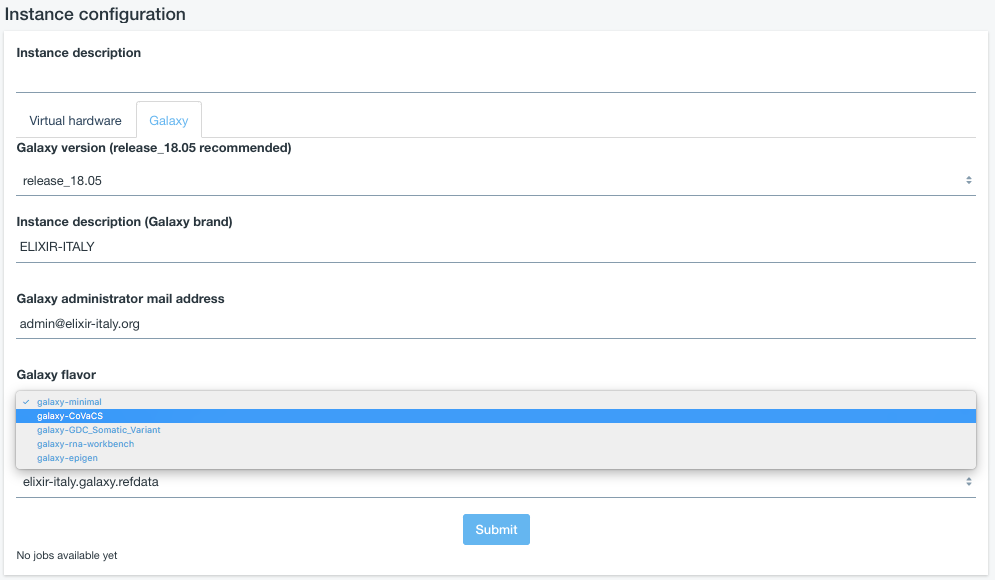 Instance configuration
Instance description
Virtual hardware Galaxy
Galaxy version (release_18.05 recommended)
release_18.05
Instance description (Galaxy brand)
ELIXIR-ITALY
Galaxy administrator mail address
admin@elixir-italy.org
Galaxy flavor
✓ galaxy-minimal
galaxy-CoVaCS
galaxy-GDC_Somatic_Variant
galaxy-rna-workbench
galaxy-epigen
elixir-italy.galaxy.refdata
Submit
No jobs available yet